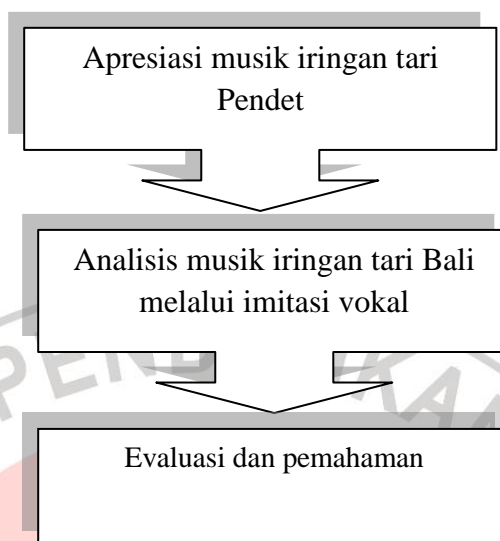 Apresiasi musik iringan tari
Pendet
Analisis musik iringan tari Bali
melalui imitasi vokal
Evaluasi dan pemahaman